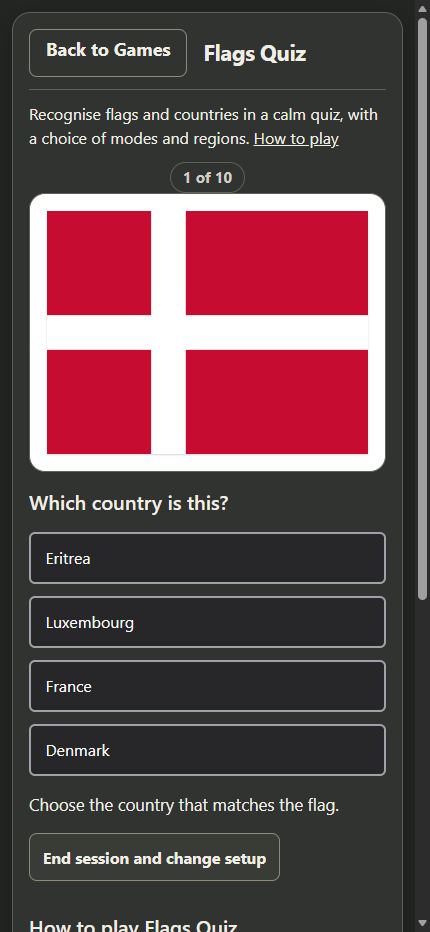 Back to Games
Flags Quiz
Recognise flags and countries in a calm quiz, with
a choice of modes and regions. How to play
1 of 10
Which country is this?
Eritrea
Luxembourg
France
Denmark
Choose the country that matches the flag.
End session and change setup
How to play Flags Quiz